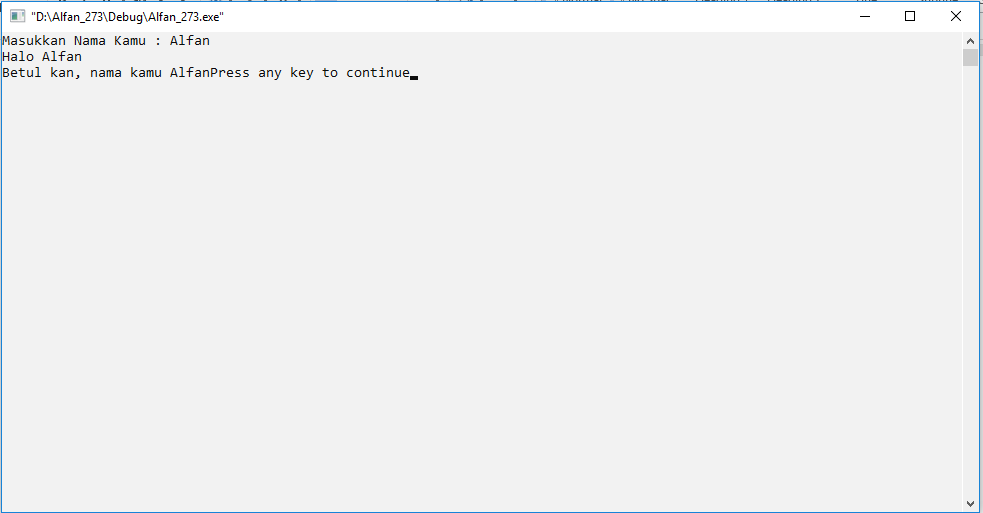 "D:\Alfan_273\Debug\Alfan_273.exe"
Masukkan Nama Kamu : Alfan
Halo Alfan
Betul kan, nama kamu AlfanPress any key to continue